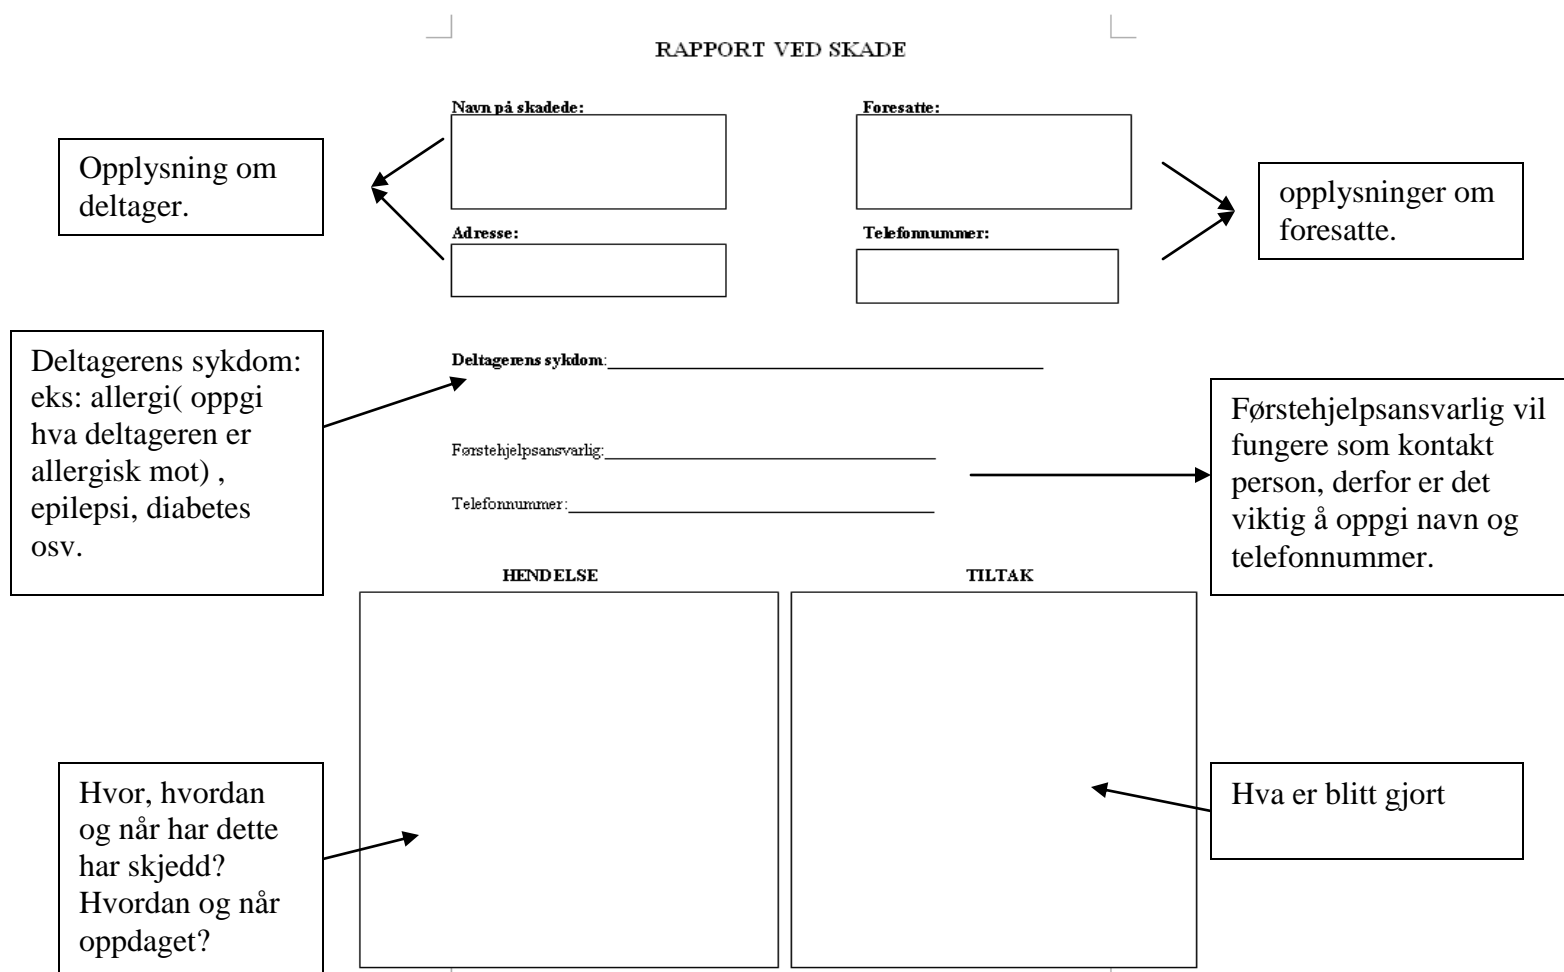 RAPPORT VED SKADE
Navn på skadede:
Foresatte:
Opplysning om
deltager.
opplysninger om
foresatte.
Adresse:
Telefonnummer:
Deltagerens sykdom:
eks: allergi( oppgi
hva deltageren er
allergisk mot) ,
epilepsi, diabetes
osv.
Deltagerens sykdom:
Førstehjelpsansvarlig:
Telefonnummer:
Førstehjelpsansvarlig vil
fungere som kontakt
person, derfor er det
viktig å oppgi navn og
telefonnummer.
HENDELSE
TILTAK
Hvor, hvordan
og når har dette
har skjedd?
Hvordan og når
oppdaget?
Hva er blitt gjort